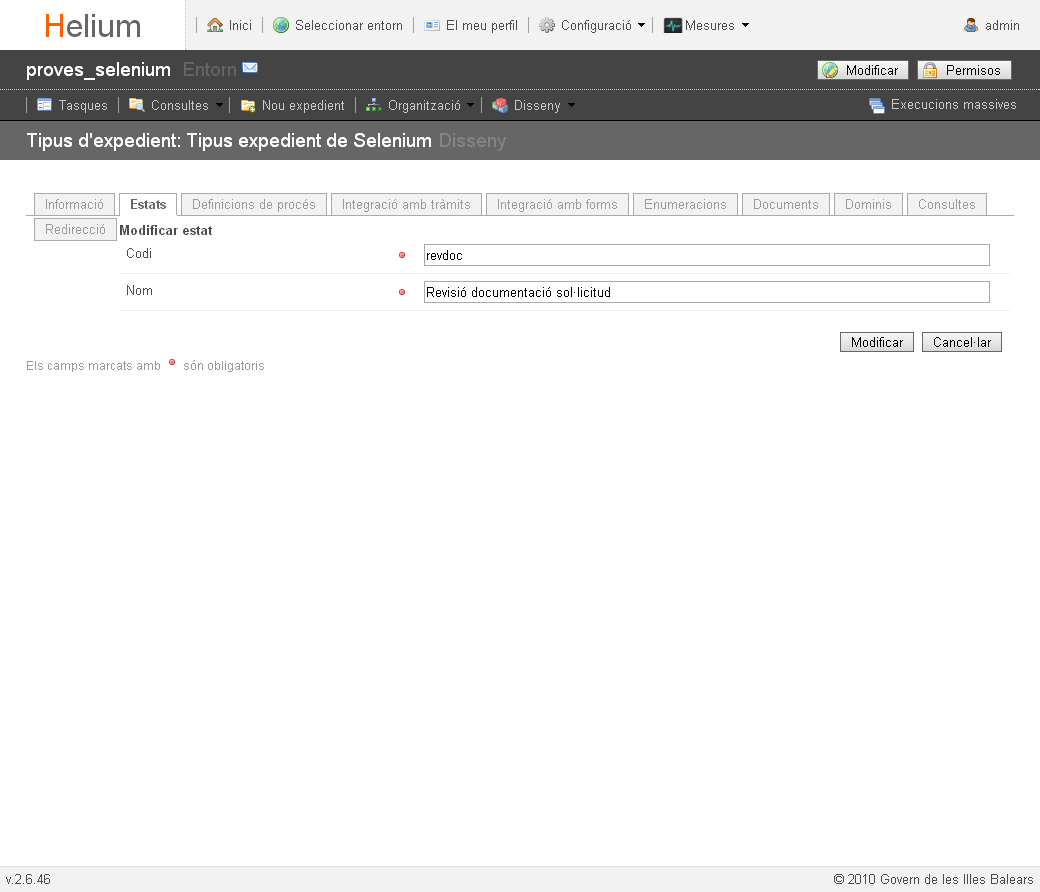 Helium Inici Seleccionar entorn El meu perfil Configuració Mesures admin
proves_selenium Entorn Modificar Permisos
Tasques Consultes Nou expedient Organització Disseny Execucions massives
Tipus d'expedient: Tipus expedient de Selenium Disseny
Informació Estats Definicions de procés Integració amb tràmits Integració amb forms Enumeracions Documents Dominis Consultes
Redirecció Modificar estat
Codi revdoc
Nom Revisió documentació sol·licitud
Modificar Cancel·lar
Els camps marcats amb són obligatoris
v.2.6.46 © 2010 Govern de les Illes Balears